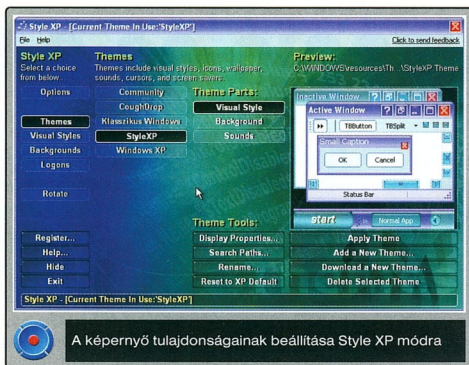 Style XP - [Current Theme In Use:'StyleXP']
File Help
Click to send feedback
Style XP
Select a choice
from below
Options
Themes
Visual Styles
Backgrounds
Logons
Rotate
Register...
Help...
Hide
Exit
Themes
Themes include visual styles, icons, wallpaper,
sounds, cursors, and screen savers.
Community
CoughDrop
Klasszikus Windows
StyleXP
Windows XP
Theme Parts:
Visual Style
Background
Sounds
Theme Tools:
Display Properties...
Search Paths...
Rename...
Reset to XP Default
Preview:
C:\WINDOWS\resources\Th...\StyleXP.Theme
Inactive Window
Active Window
TBButton TBSplit
Small Caption
OK Cancel
Status Bar
start Normal App
Apply Theme
Add a New Theme...
Download a New Theme...
Delete Selected Theme
Style XP - [Current Theme In Use:'StyleXP']
A képernyő tulajdonságainak beállítása Style XP módra